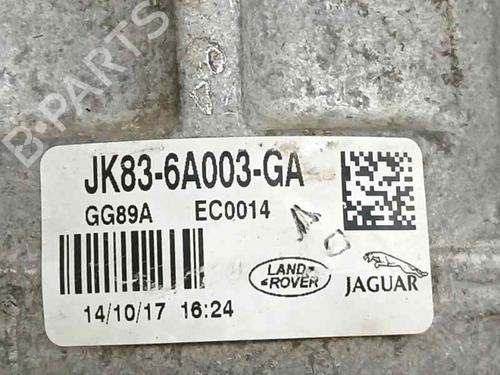 B-PARTS
JK83-6A003-GA
GG89A EC0014
LAND ROVER
JAGUAR
14/10/17 16:24